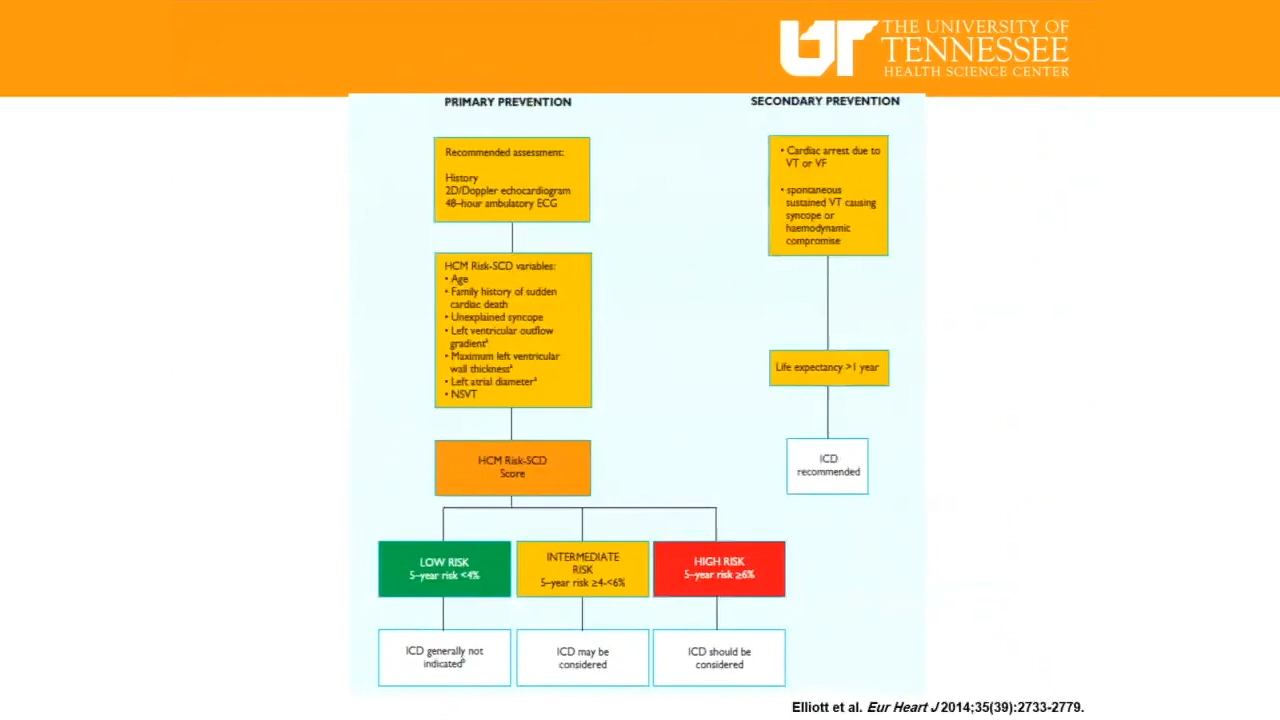 UT THE UNIVERSITY OF
TENNESSEE
HEALTH SCIENCE CENTER
PRIMARY PREVENTION
Recommended assessment:
History
2D/Doppler echocardiogram
48–hour ambulatory ECG
HCM Risk-SCD variables:
• Age
• Family history of sudden
cardiac death
• Unexplained syncope
• Left ventricular outflow
gradientᵃ
• Maximum left ventricular
wall thicknessᵃ
• Left atrial diameterᵃ
• NSVT
HCM Risk-SCD
Score
LOW RISK
5–year risk <4%
INTERMEDIATE
RISK
5–year risk ≥4-<6%
HIGH RISK
5–year risk ≥6%
ICD generally not
indicatedᵇ
ICD may be
considered
ICD should be
considered
SECONDARY PREVENTION
• Cardiac arrest due to
VT or VF
• spontaneous
sustained VT causing
syncope or
haemodynamic
compromise
Life expectancy >1 year
ICD
recommended
Elliott et al. Eur Heart J 2014;35(39):2733-2779.